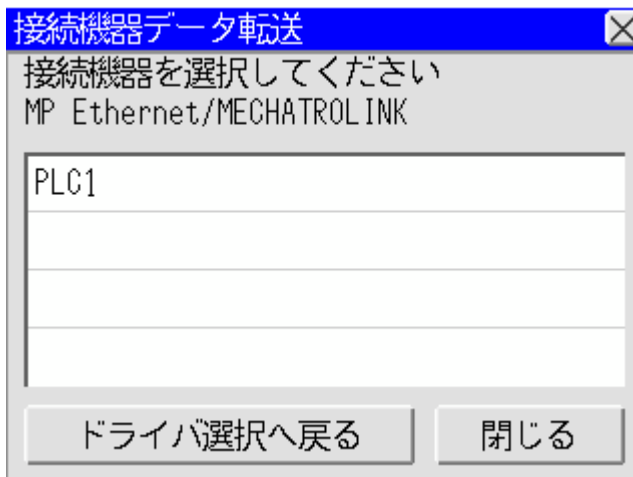 接続機器データ転送
接続機器を選択してください
MP Ethernet/MECHATROLINK
PLC1
ドライバ選択へ戻る
閉じる